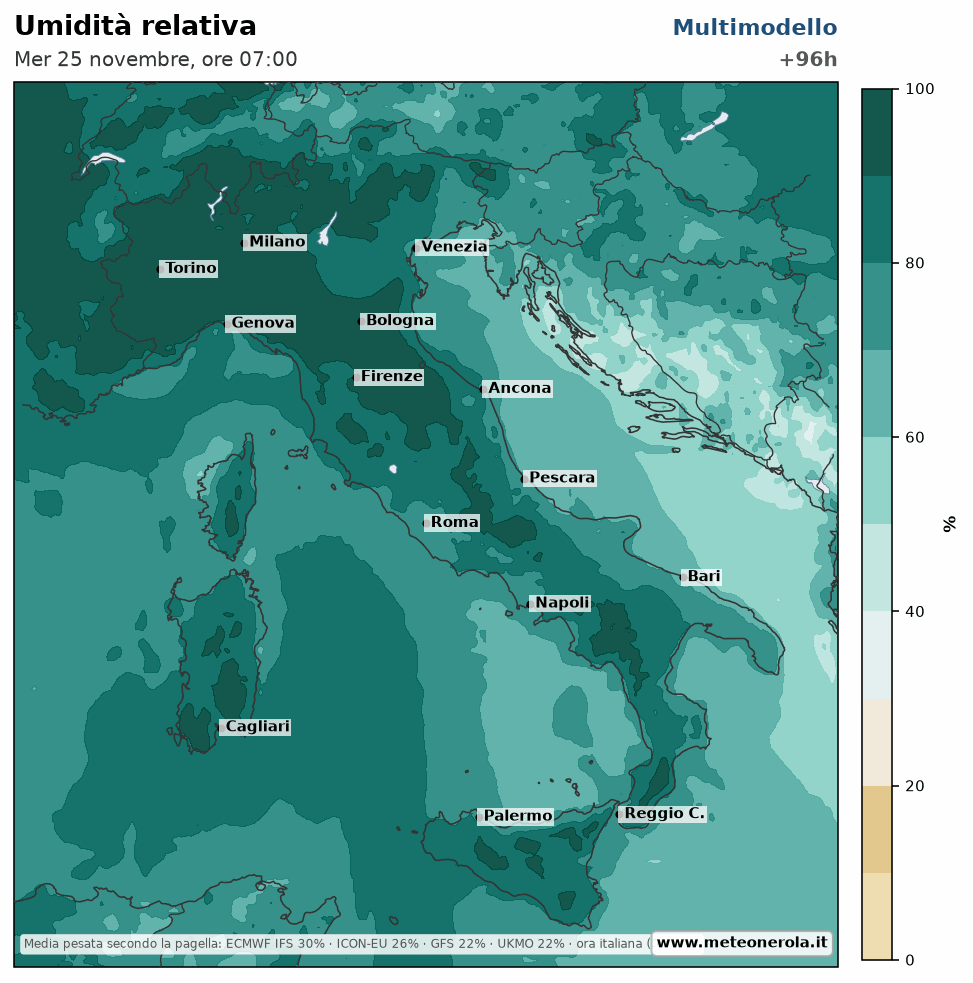 Umidità relativa
Multimodello
Mer 25 novembre, ore 07:00
+96h
100
80
60
40
20
0
%
Milano
Venezia
Torino
Genova
Bologna
Firenze
Ancona
Pescara
Roma
Bari
Napoli
Cagliari
Palermo
Reggio C.
Media pesata secondo la pagella: ECMWF IFS 30% · ICON-EU 26% · GFS 22% · UKMO 22% · ora italiana (
www.meteonerola.it